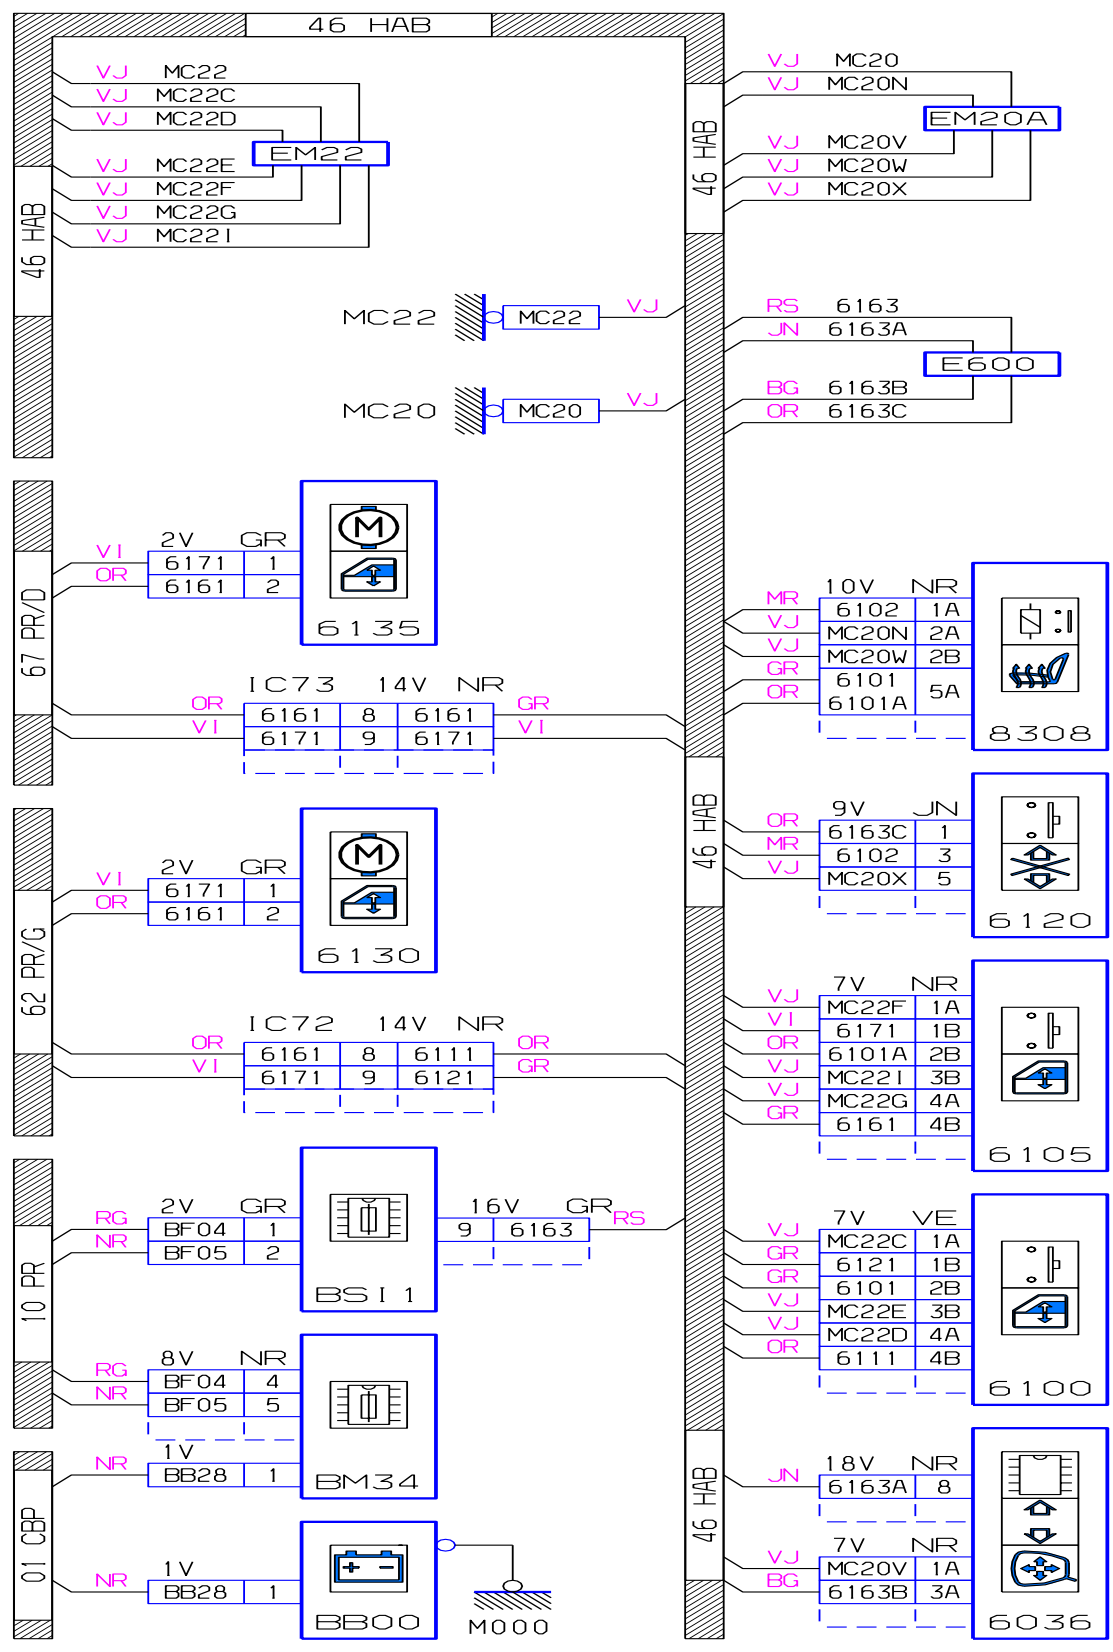 46 HAB
VJ MC22
VJ MC22C
VJ MC22D
EM22
VJ MC22E
VJ MC22F
VJ MC22G
VJ MC22I
46 HAB
MC22 MC22 VJ
MC20 MC20 VJ
VJ MC20
VJ MC20N
EM20A
VJ MC20V
VJ MC20W
VJ MC20X
46 HAB
RS 6163
JN 6163A
E600
BG 6163B
OR 6163C
2V GR
VI 6171 1
OR 6161 2
M
6135
67 PR/D
IC73 14V NR
OR 6161 8 6161 GR
VI 6171 9 6171 VI
2V GR
VI 6171 1
OR 6161 2
M
6130
62 PR/G
IC72 14V NR
OR 6161 8 6111 OR
VI 6171 9 6121 GR
2V GR
RG BF04 1
NR BF05 2
BSI1
16V GR
9 6163 RS
10 PR
8V NR
RG BF04 4
NR BF05 5
1V
NR BB28 1
BM34
01 CBP
1V
NR BB28 1
+ -
BB00
M000
10V NR
MR 6102 1A
VJ MC20N 2A
VJ MC20W 2B
GR 6101 5A
OR 6101A
8308
46 HAB
9V JN
OR 6163C 1
MR 6102 3
VJ MC20X 5
6120
7V NR
VJ MC22F 1A
VI 6171 1B
OR 6101A 2B
VJ MC22I 3B
VJ MC22G 4A
GR 6161 4B
6105
7V VE
VJ MC22C 1A
GR 6121 1B
GR 6101 2B
VJ MC22E 3B
VJ MC22D 4A
OR 6111 4B
6100
46 HAB
18V NR
JN 6163A 8
7V NR
VJ MC20V 1A
BG 6163B 3A
6036